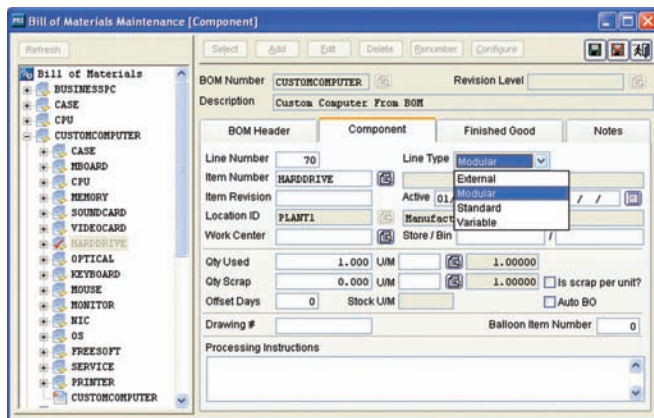 Bill of Materials Maintenance [Component]
Refresh
Select Add Edit Delete Renumber Configure
Bill of Materials
BUSINESSPC
CASE
CPU
CUSTOMCOMPUTER
CASE
MBOARD
CPU
MEMORY
SOUNDCARD
VIDEOCARD
HARDDRIVE
OPTICAL
KEYBOARD
MOUSE
MONITOR
NIC
OS
FREESOFT
SERVICE
PRINTER
CUSTOMCOMPUTER
BOM Number CUSTOMCOMPUTER Revision Level
Description Custom Computer From BOM
BOM Header Component Finished Good Notes
Line Number 70 Line Type Modular
External
Modular
Standard
Variable
Item Number HARDDRIVE
Item Revision Active 01/ / /
Location ID PLANT1 Manufact
Work Center Store / Bin /
Qty Used 1.000 U/M 1.00000
Qty Scrap 0.000 U/M 1.00000 Is scrap per unit?
Offset Days 0 Stock U/M Auto BO
Drawing # Balloon Item Number 0
Processing Instructions